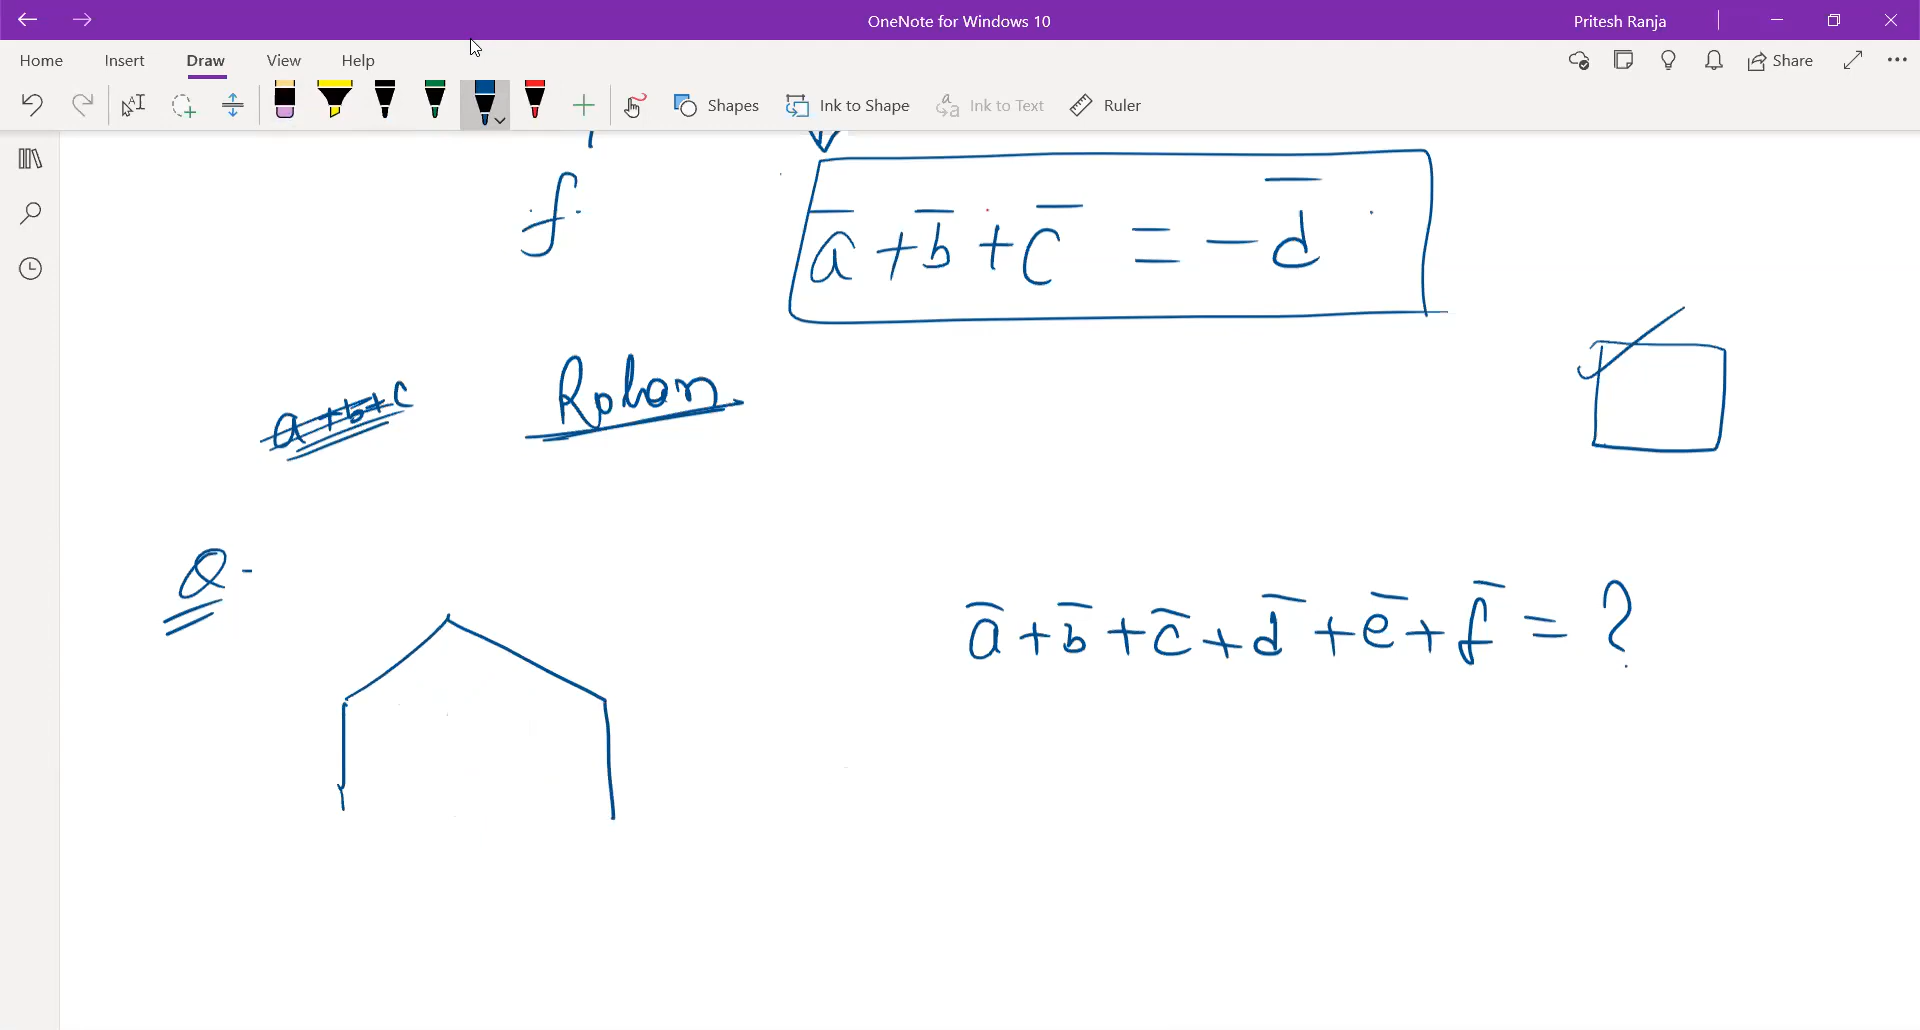 OneNote for Windows 10
Pritesh Ranja
Home Insert Draw View Help
Share
Shapes Ink to Shape Ink to Text Ruler
f
a̅ + b̅ + c̅ = - d̅
a + b + c
Rohan
Q -
a̅ + b̅ + c̅ + d̅ + e̅ + f̅ = ?